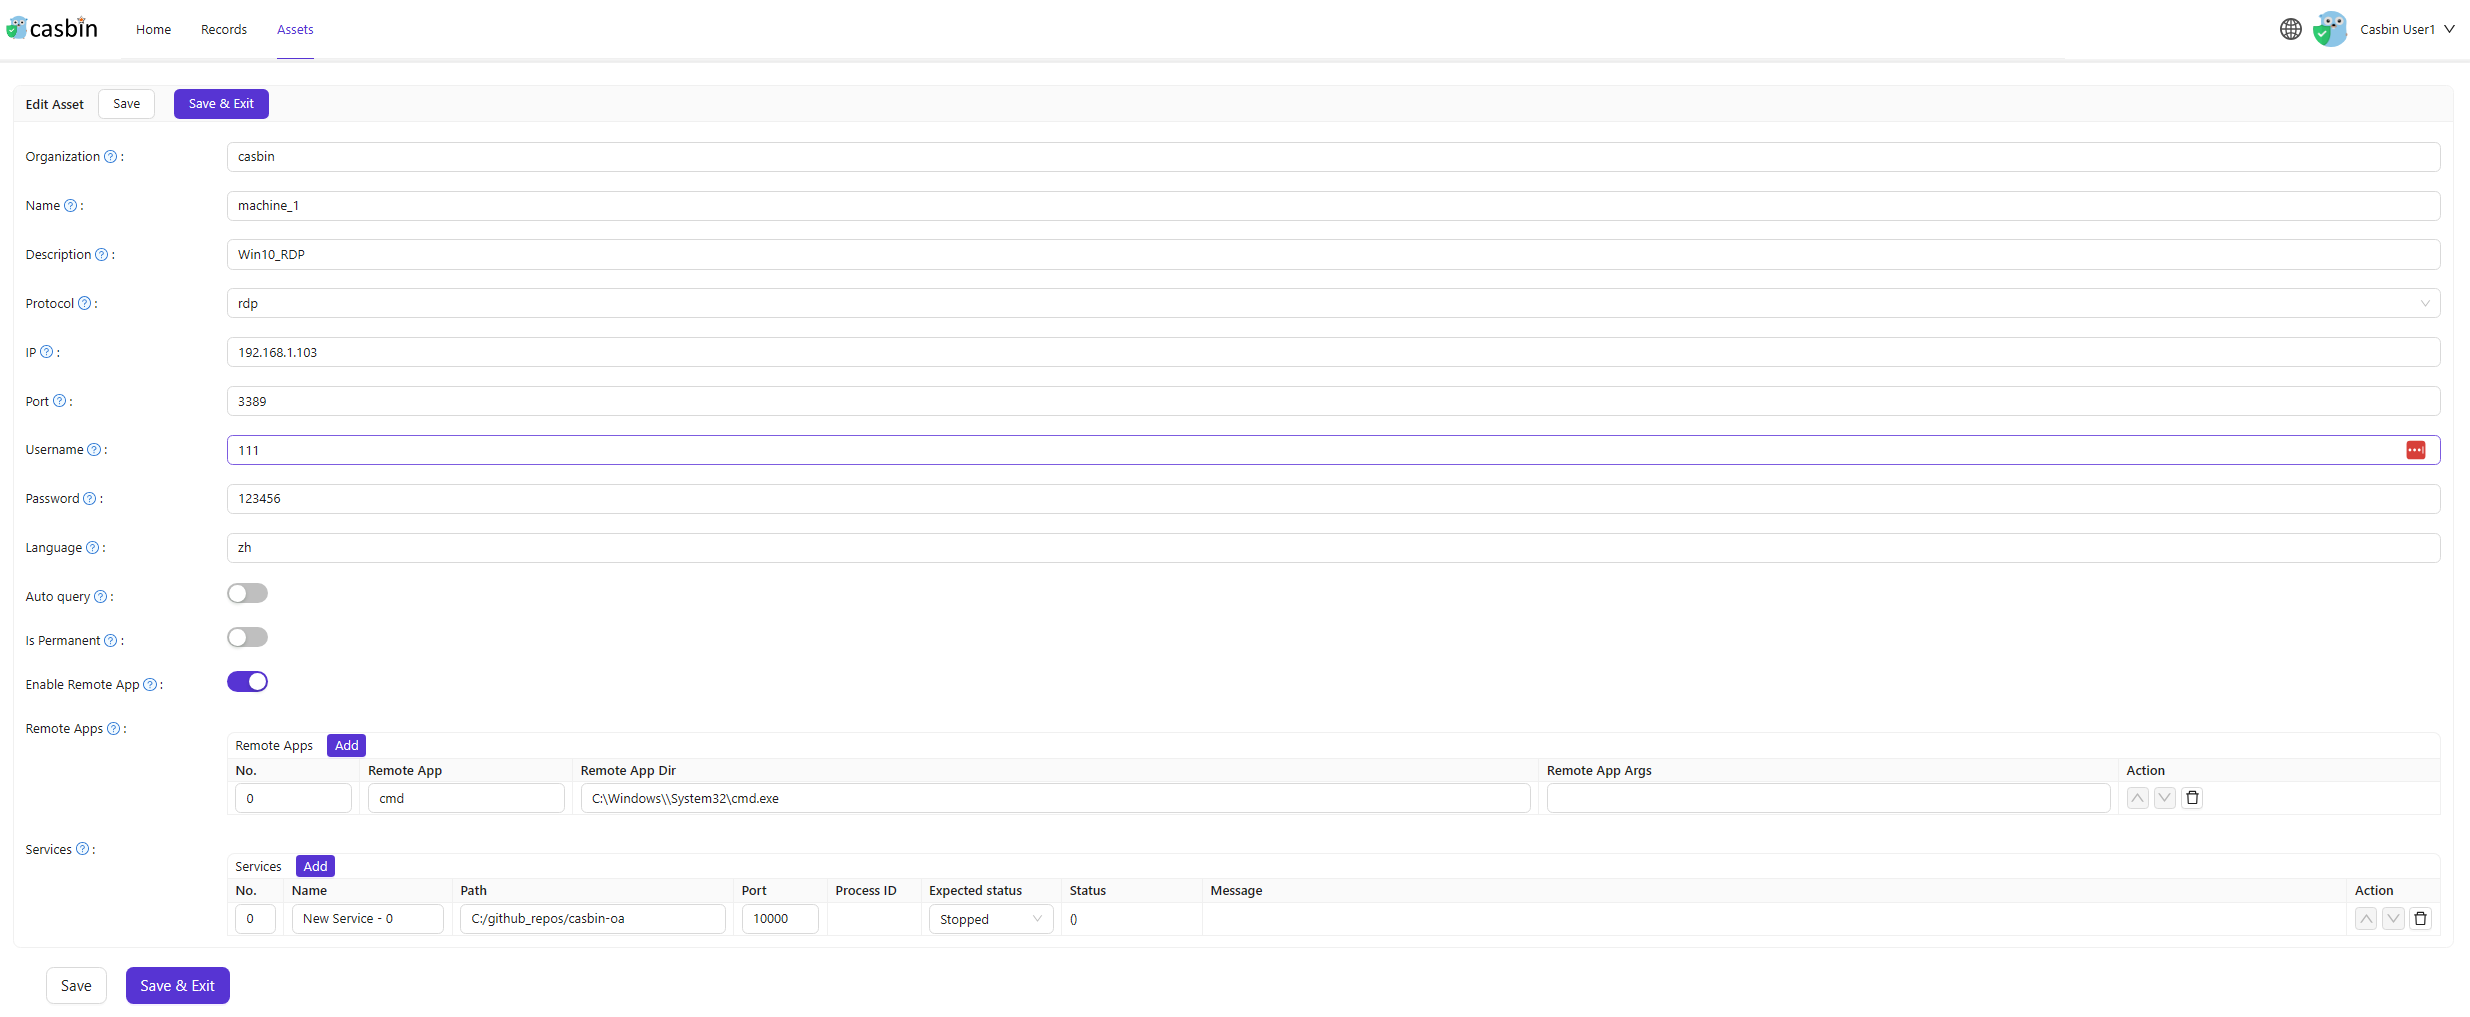 casbin Home Records Assets Casbin User1
Edit Asset Save Save & Exit
Organization ? : casbin
Name ? : machine_1
Description ? : Win10_RDP
Protocol ? : rdp
IP ? : 192.168.1.103
Port ? : 3389
Username ? : 111
Password ? : 123456
Language ? : zh
Auto query ? :
Is Permanent ? :
Enable Remote App ? :
Remote Apps ? :
Remote Apps Add
No. Remote App Remote App Dir Remote App Args Action
0 cmd C:\Windows\\System32\cmd.exe
Services ? :
Services Add
No. Name Path Port Process ID Expected status Status Message Action
0 New Service - 0 C:/github_repos/casbin-oa 10000 Stopped ()
Save Save & Exit